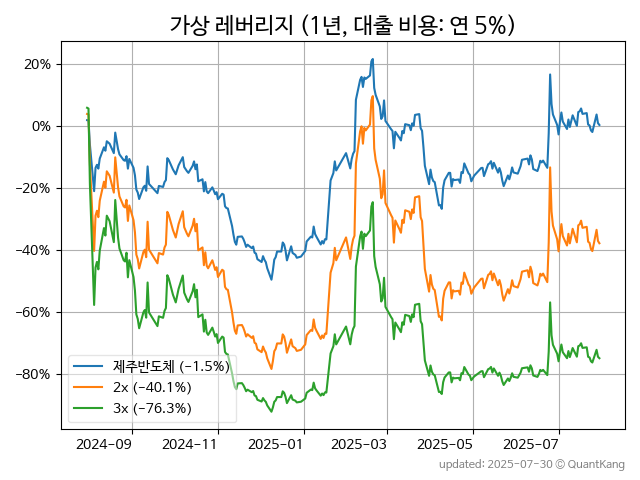 가상 레버리지 (1년, 대출 비용: 연 5%)
20%
0%
−20%
−40%
−60%
−80%
제주반도체 (−1.5%)
2x (−40.1%)
3x (−76.3%)
2024-09
2024-11
2025-01
2025-03
2025-05
2025-07
updated: 2025-07-30 © QuantKang